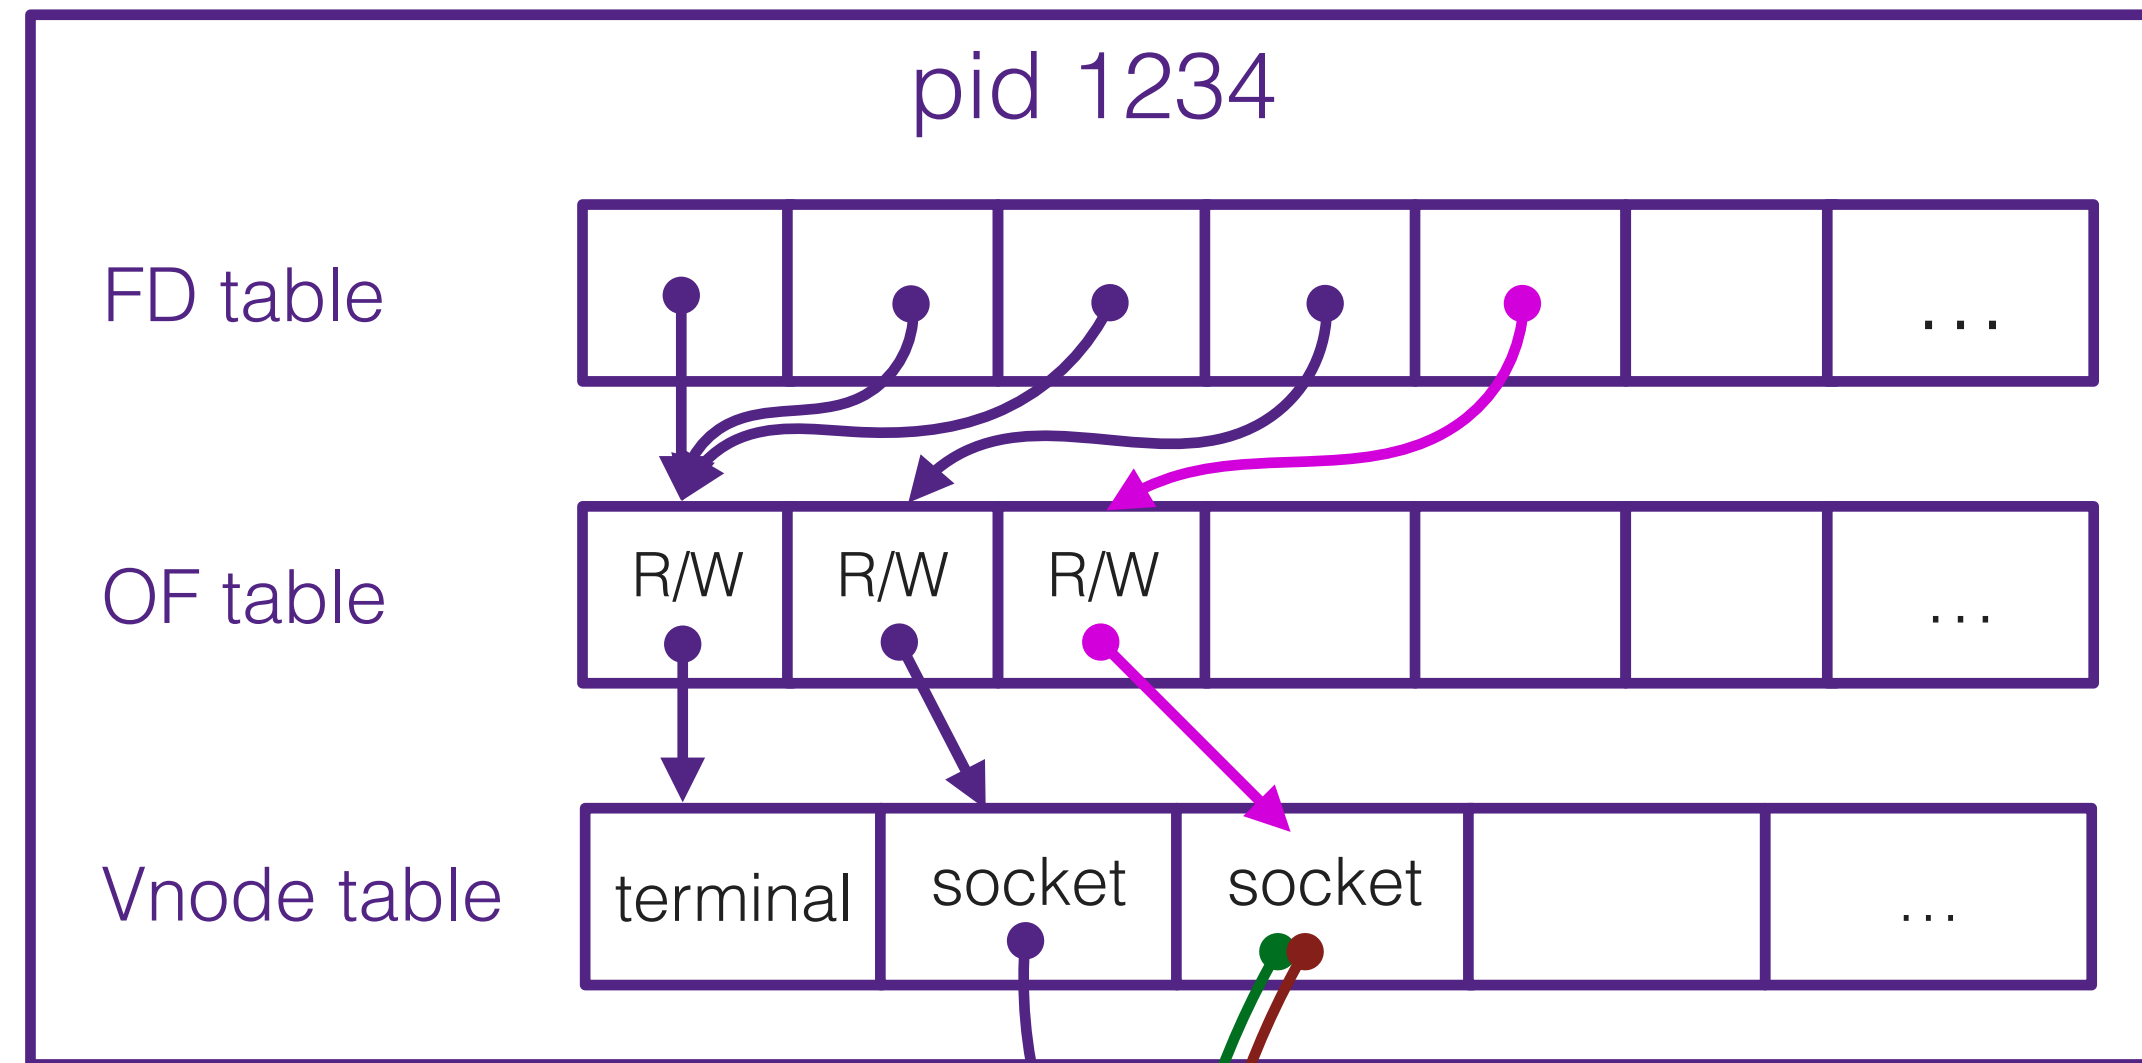 pid 1234
FD table
. . .
OF table
R/W R/W R/W
. . .
Vnode table
terminal socket socket
. . .